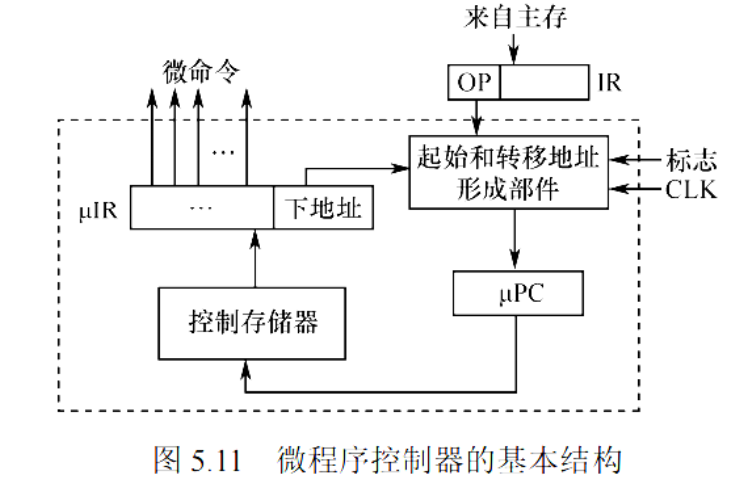 来自主存
微命令
OP
IR
…
起始和转移地址
形成部件
标志
CLK
μIR
…
下地址
μPC
控制存储器
图 5.11 微程序控制器的基本结构